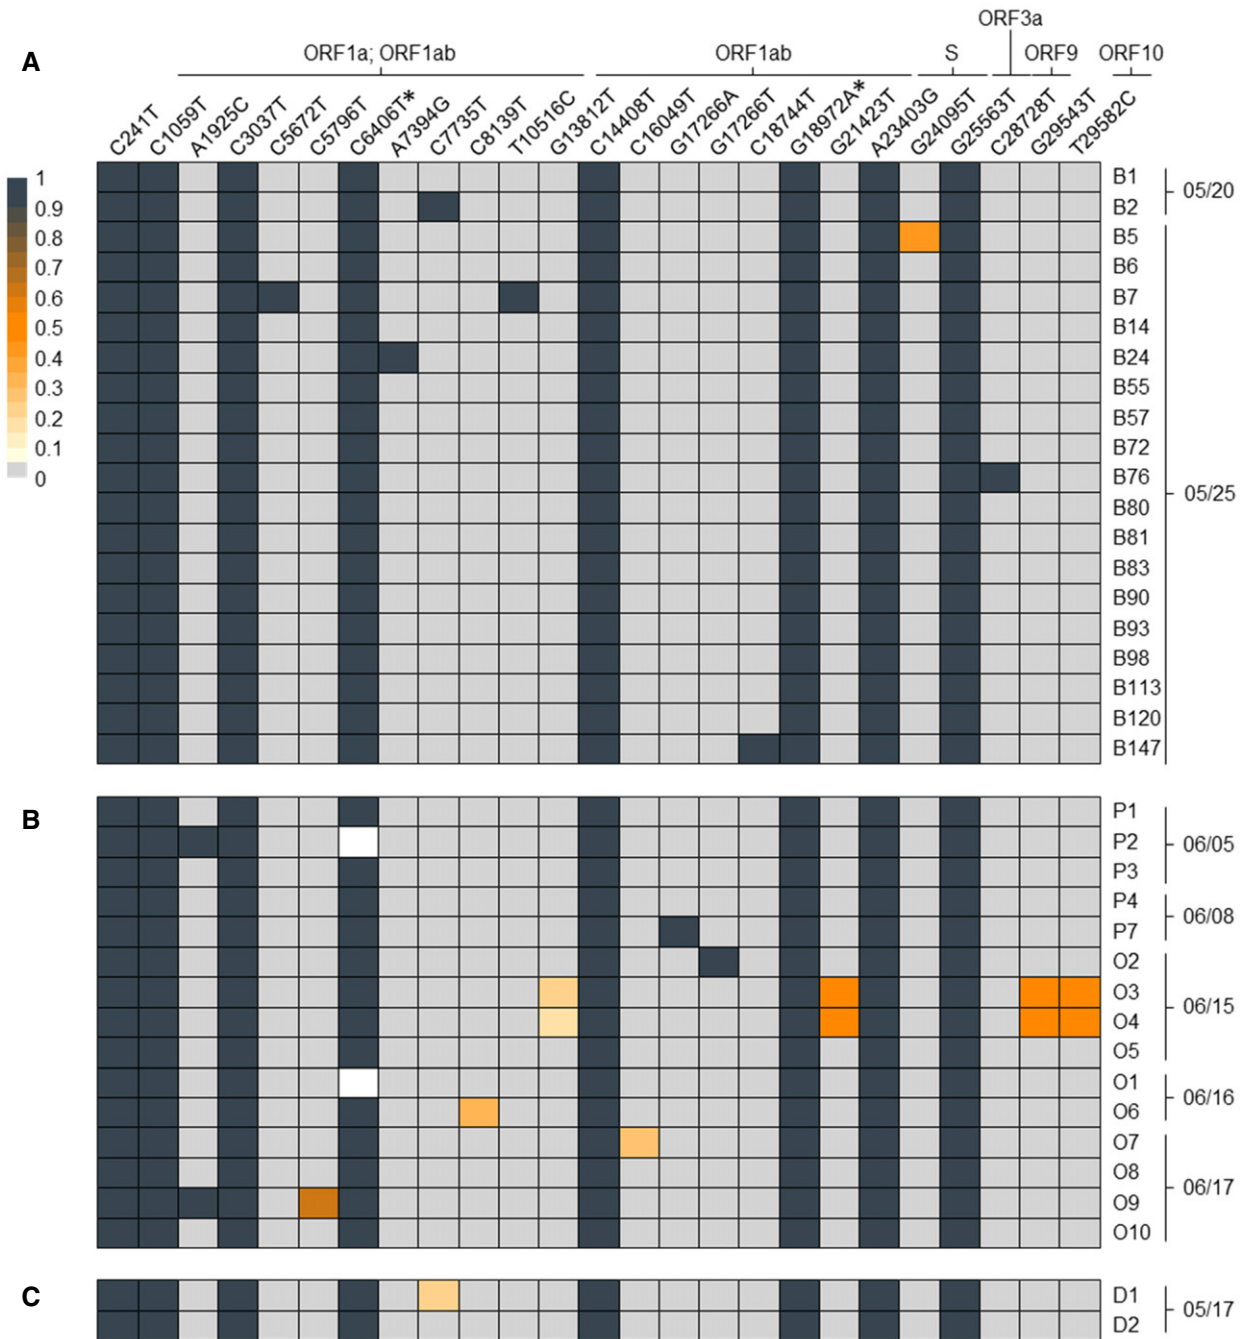 ORF3a
A
ORF1a; ORF1ab
ORF1ab
S
ORF9
ORF10
C241T
C1059T
A1925C
C3037T
C5672T
C5796T
C6406T*
A7394G
C7735T
C8139T
T10516C
G13812T
C14408T
C16049T
G17266A
G17266T
C18744T
G18972A*
G21423T
A23403G
G24095T
G25563T
C28728T
G29543T
T29582C
1
0.9
0.8
0.7
0.6
0.5
0.4
0.3
0.2
0.1
0
B1
B2
05/20
B5
B6
B7
B14
B24
B55
B57
B72
B76
05/25
B80
B81
B83
B90
B93
B98
B113
B120
B147
B
P1
P2
06/05
P3
P4
06/08
P7
O2
O3
06/15
O4
O5
O1
06/16
O6
O7
O8
06/17
O9
O10
C
D1
05/17
D2